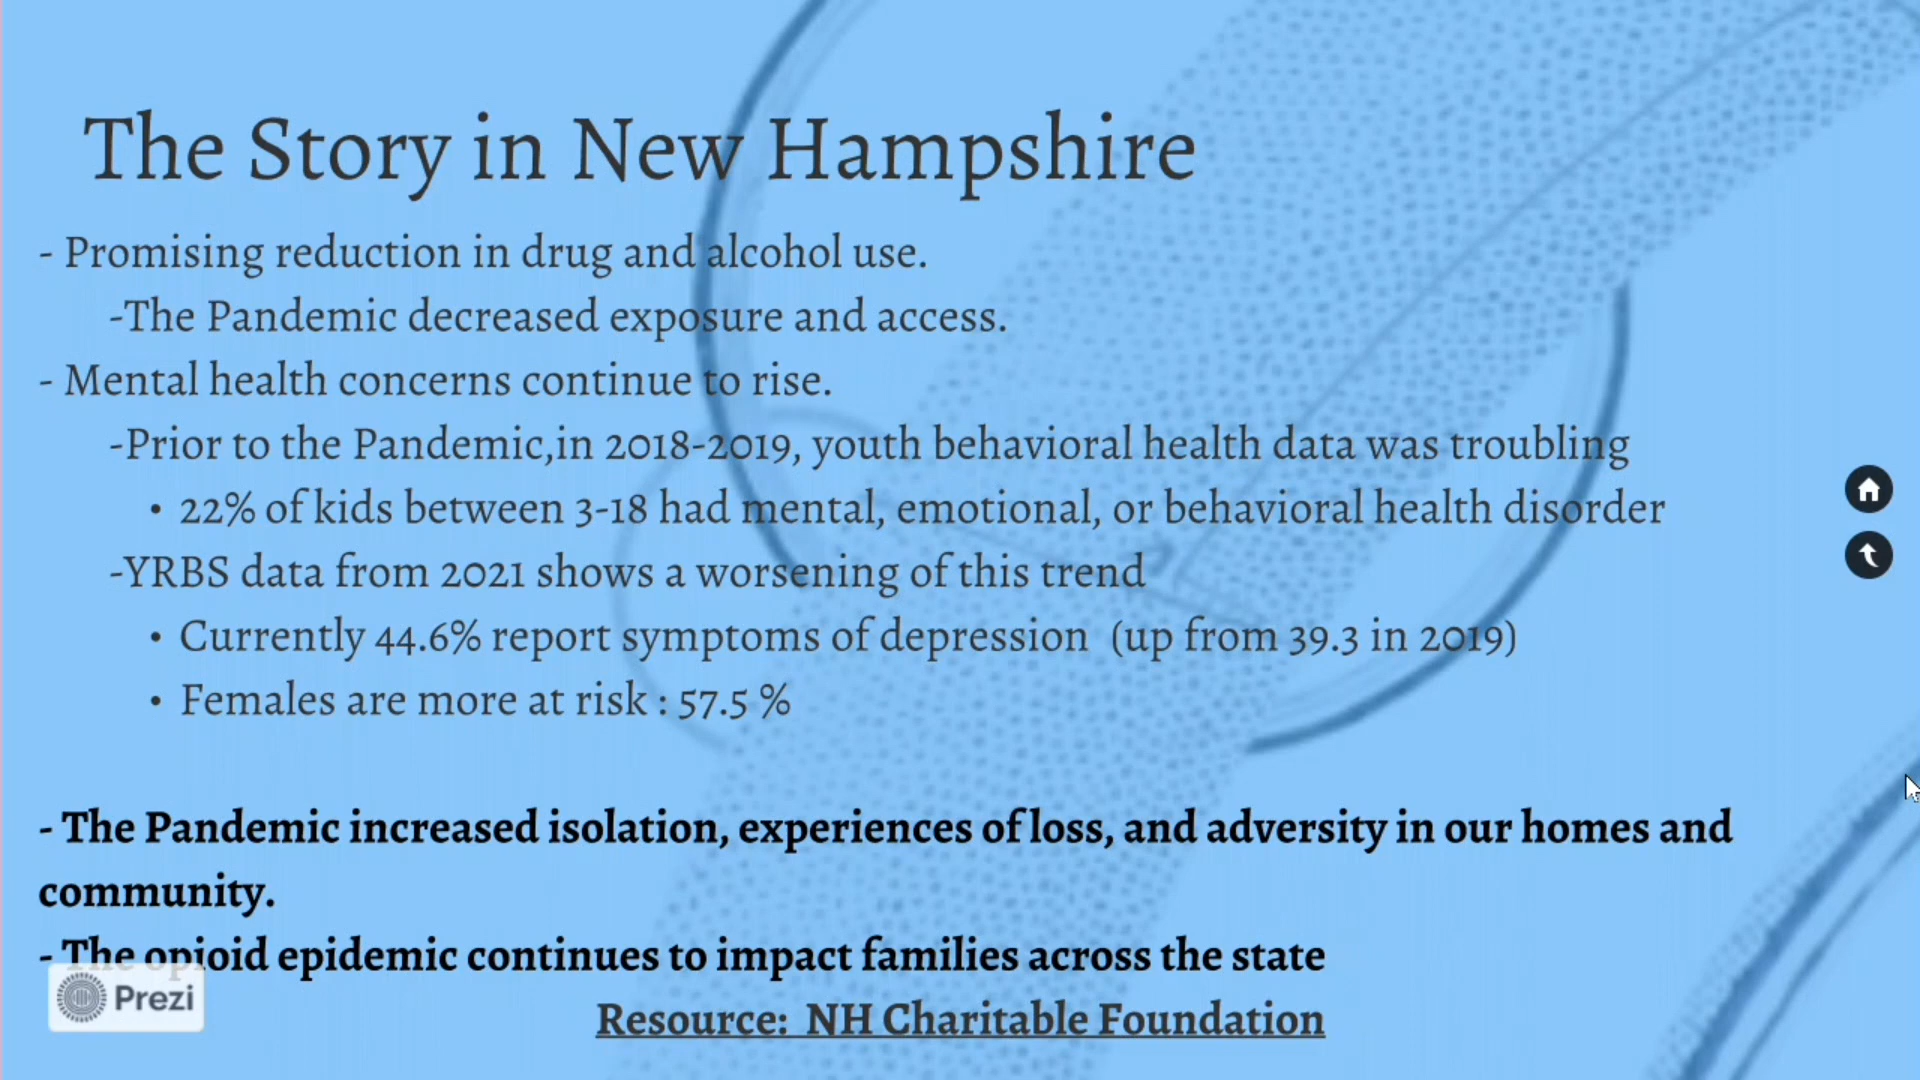 The Story in New Hampshire
- Promising reduction in drug and alcohol use.
-The Pandemic decreased exposure and access.
- Mental health concerns continue to rise.
-Prior to the Pandemic,in 2018-2019, youth behavioral health data was troubling
• 22% of kids between 3-18 had mental, emotional, or behavioral health disorder
-YRBS data from 2021 shows a worsening of this trend
• Currently 44.6% report symptoms of depression (up from 39.3 in 2019)
• Females are more at risk : 57.5 %
- The Pandemic increased isolation, experiences of loss, and adversity in our homes and
community.
- The opioid epidemic continues to impact families across the state
Prezi
Resource: NH Charitable Foundation